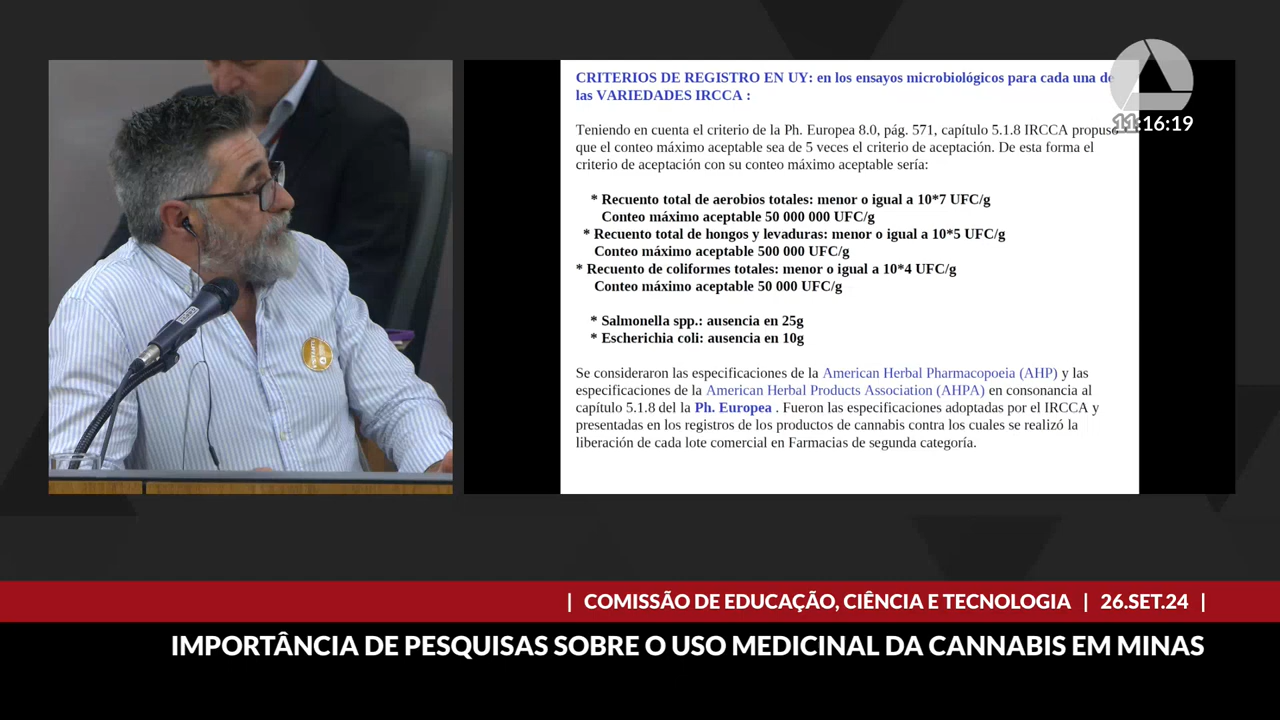 CRITERIOS DE REGISTRO EN UY: en los ensayos microbiológicos para cada una de
las VARIEDADES IRCCA :
11:16:19
Teniendo en cuenta el criterio de la Ph. Europea 8.0, pág. 571, capítulo 5.1.8 IRCCA propuso
que el conteo máximo aceptable sea de 5 veces el criterio de aceptación. De esta forma el
criterio de aceptación con su conteo máximo aceptable sería:
* Recuento total de aerobios totales: menor o igual a 10*7 UFC/g
Conteo máximo aceptable 50 000 000 UFC/g
* Recuento total de hongos y levaduras: menor o igual a 10*5 UFC/g
Conteo máximo aceptable 500 000 UFC/g
* Recuento de coliformes totales: menor o igual a 10*4 UFC/g
Conteo máximo aceptable 50 000 UFC/g
* Salmonella spp.: ausencia en 25g
* Escherichia coli: ausencia en 10g
Se consideraron las especificaciones de la American Herbal Pharmacopoeia (AHP) y las
especificaciones de la American Herbal Products Association (AHPA) en consonancia al
capítulo 5.1.8 del la Ph. Europea . Fueron las especificaciones adoptadas por el IRCCA y
presentadas en los registros de los productos de cannabis contra los cuales se realizó la
liberación de cada lote comercial en Farmacias de segunda categoría.
| COMISSÃO DE EDUCAÇÃO, CIÊNCIA E TECNOLOGIA | 26.SET.24 |
IMPORTÂNCIA DE PESQUISAS SOBRE O USO MEDICINAL DA CANNABIS EM MINAS